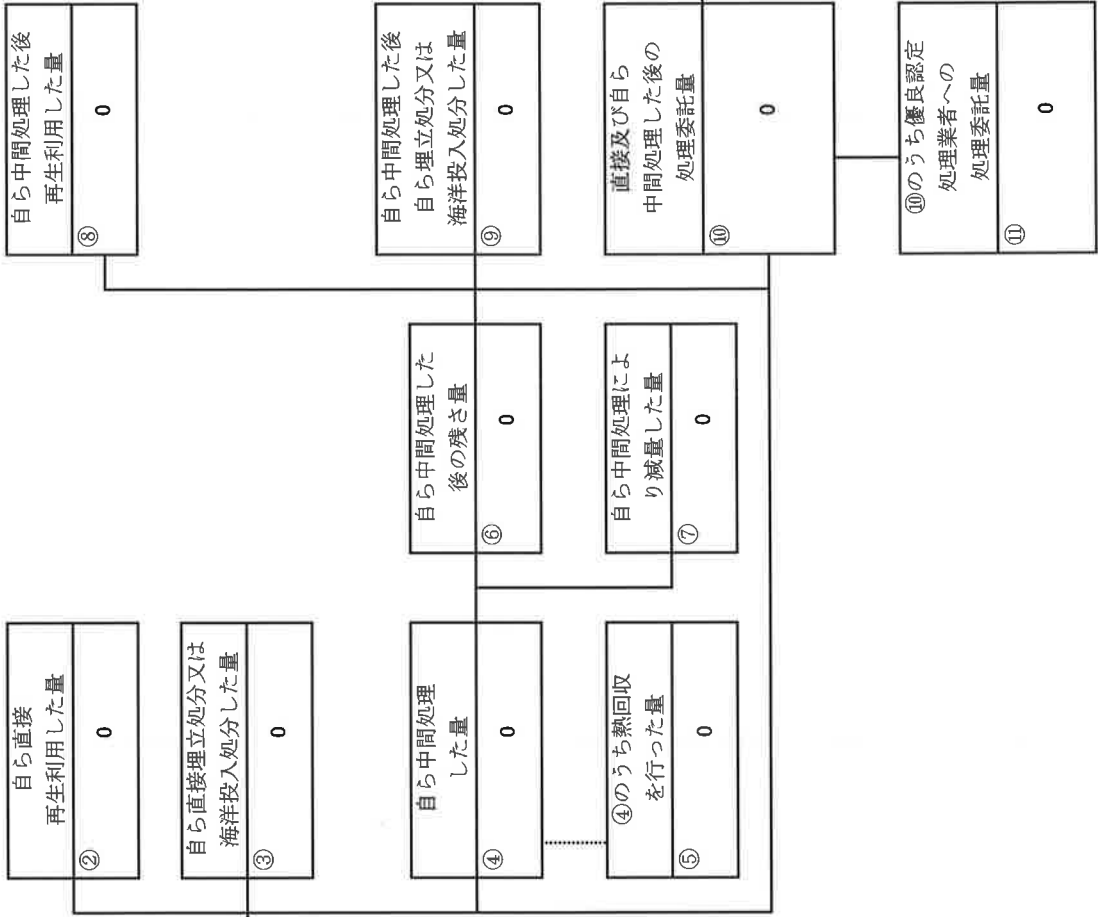 自ら直接
再生利用した量
②
0
自ら直接埋立処分又は
海洋投入処分した量
③
0
自ら中間処理
した量
④
0
④のうち熱回収
を行った量
⑤
0
自ら中間処理した
後の残さ量
⑥
0
自ら中間処理によ
り減量した量
⑦
0
自ら中間処理した後
再生利用した量
⑧
0
自ら中間処理した後
自ら埋立処分又は
海洋投入処分した量
⑨
0
直接及び自ら
中間処理した後の
処理委託量
⑩
0
⑩のうち優良認定
処理業者への
処理委託量
⑪
0